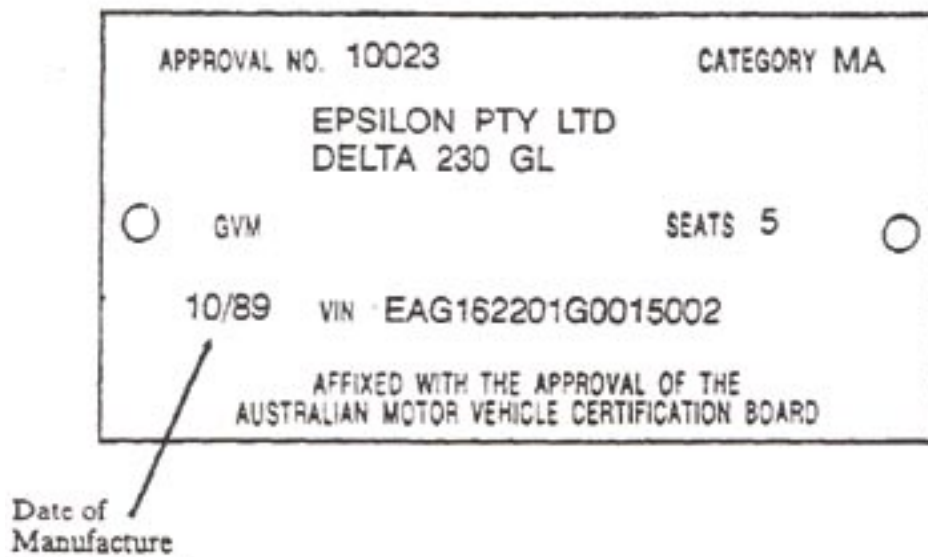 APPROVAL NO. 10023 CATEGORY MA
EPSILON PTY LTD
DELTA 230 GL
GVM SEATS 5
10/89 VIN EAG162201G0015002
AFFIXED WITH THE APPROVAL OF THE
AUSTRALIAN MOTOR VEHICLE CERTIFICATION BOARD
Date of
Manufacture